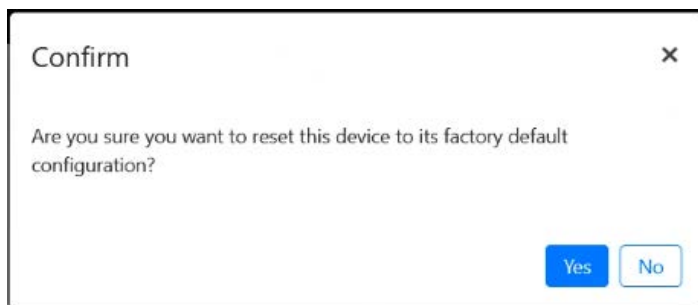 Confirm
×
Are you sure you want to reset this device to its factory default
configuration?
Yes No